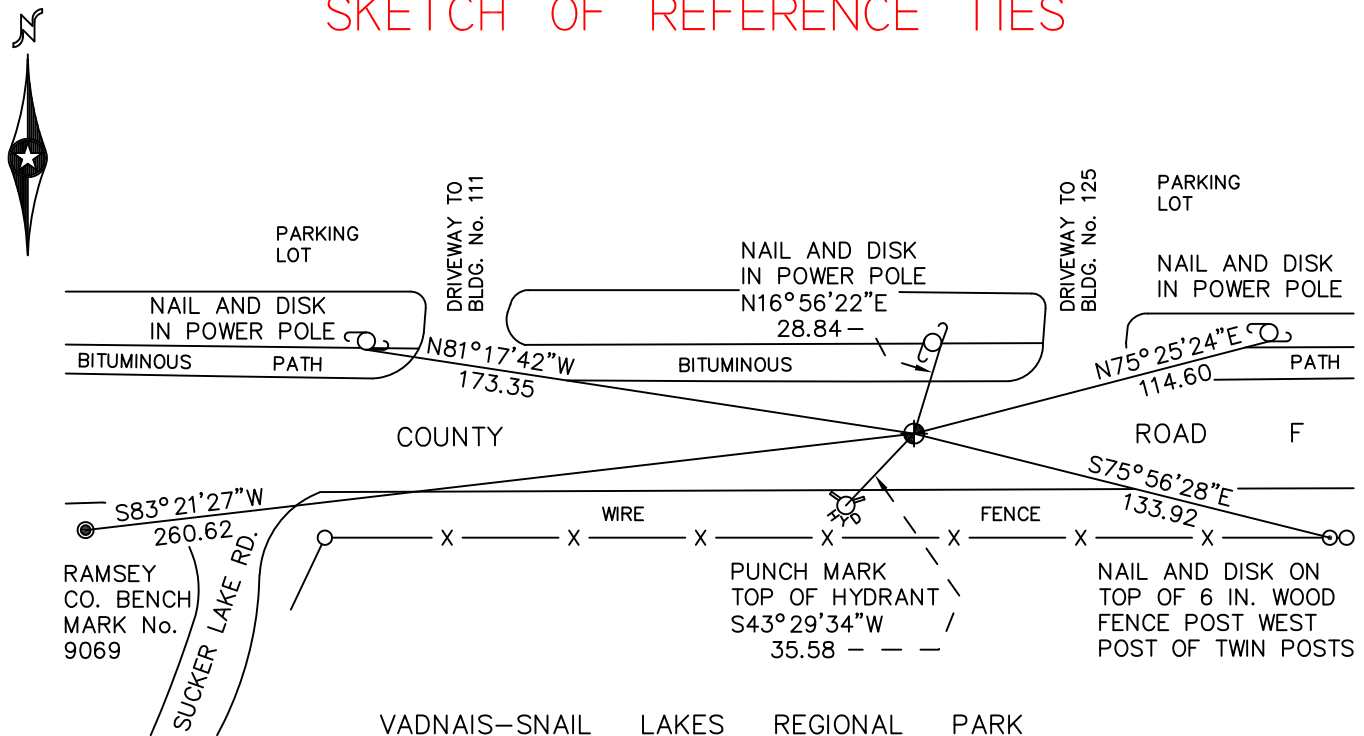 SKETCH OF REFERENCE TIES
N
PARKING
LOT
DRIVEWAY TO
BLDG. No. 111
NAIL AND DISK
IN POWER POLE
N16°56'22"E
28.84
DRIVEWAY TO
BLDG. No. 125
PARKING
LOT
NAIL AND DISK
IN POWER POLE
NAIL AND DISK
IN POWER POLE
BITUMINOUS PATH
N81°17'42"W
173.35
BITUMINOUS
N75°25'24"E
114.60
PATH
COUNTY ROAD F
S83°21'27"W
260.62
WIRE FENCE
HYD
S75°56'28"E
133.92
X X X X X X X
RAMSEY
CO. BENCH
MARK No.
9069
SUCKER LAKE RD.
PUNCH MARK
TOP OF HYDRANT
S43°29'34"W
35.58
NAIL AND DISK ON
TOP OF 6 IN. WOOD
FENCE POST WEST
POST OF TWIN POSTS
VADNAIS-SNAIL LAKES REGIONAL PARK